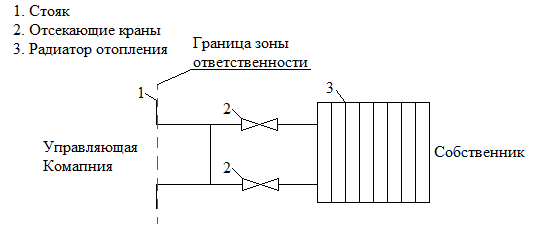 1. Стояк
2. Отсекающие краны
3. Радиатор отопления
Граница зоны
ответственности
1
2
3
Управляющая
Комапния
2
Собственник